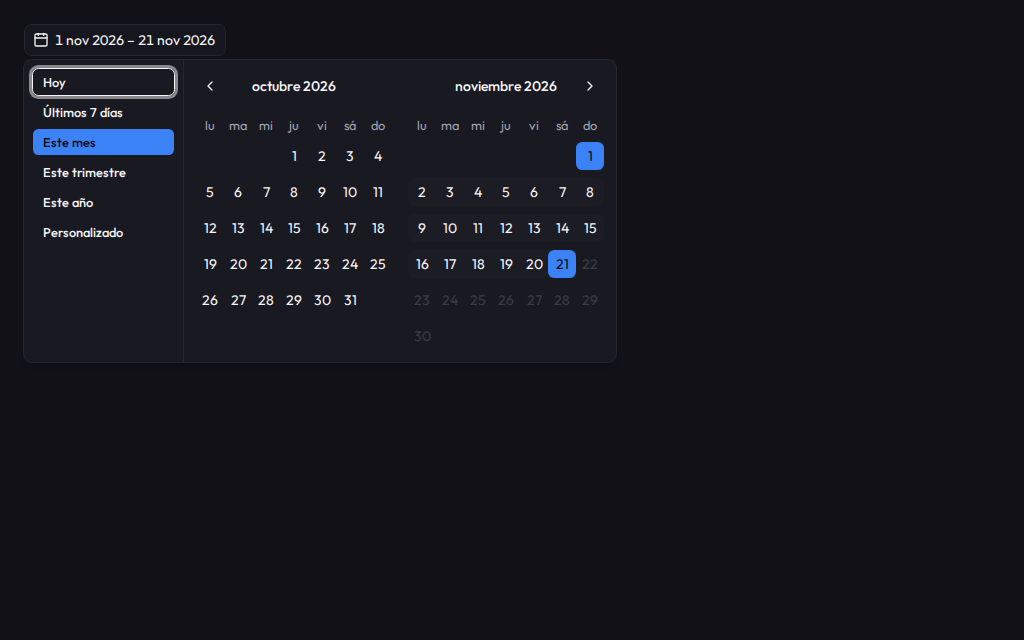 1 nov 2026 – 21 nov 2026
Hoy
Últimos 7 días
Este mes
Este trimestre
Este año
Personalizado
octubre 2026
lu ma mi ju vi sá do
1 2 3 4
5 6 7 8 9 10 11
12 13 14 15 16 17 18
19 20 21 22 23 24 25
26 27 28 29 30 31
noviembre 2026
lu ma mi ju vi sá do
1
2 3 4 5 6 7 8
9 10 11 12 13 14 15
16 17 18 19 20 21 22
23 24 25 26 27 28 29
30